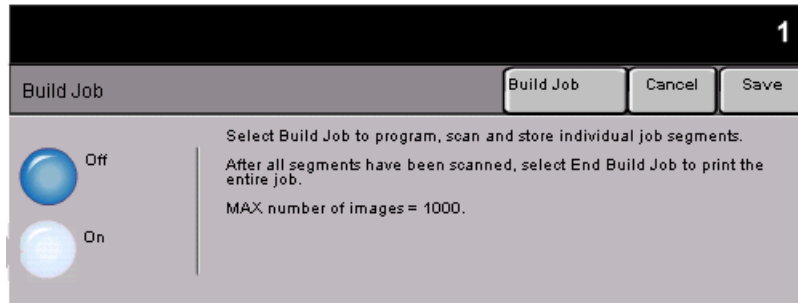 1
Build Job
Build Job
Cancel
Save
Off
On
Select Build Job to program, scan and store individual job segments.
After all segments have been scanned, select End Build Job to print the
entire job.
MAX number of images = 1000.